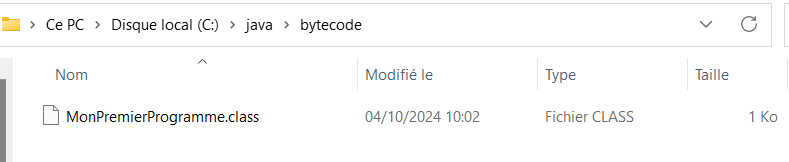 Ce PC > Disque local (C:) > java > bytecode
Nom Modifié le Type Taille
MonPremierProgramme.class 04/10/2024 10:02 Fichier CLASS 1 Ko